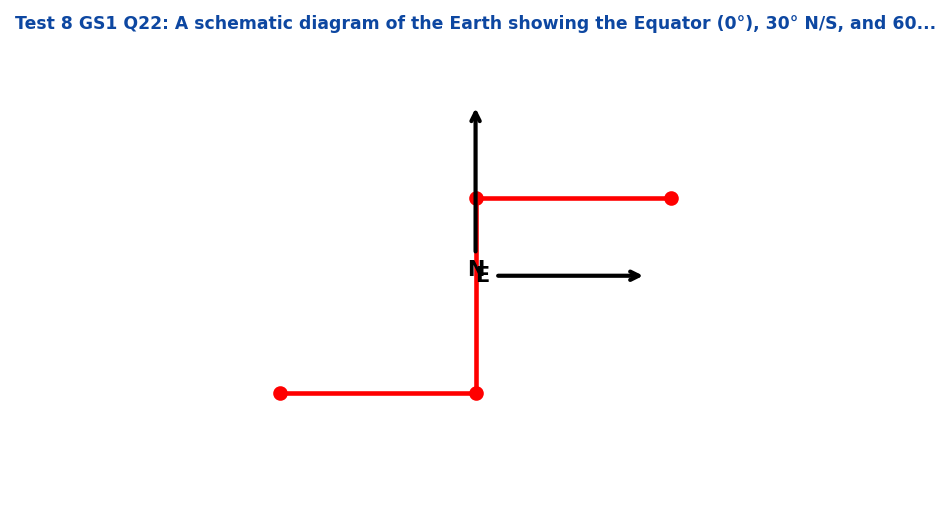 Test 8 GS1 Q22: A schematic diagram of the Earth showing the Equator (0°), 30° N/S, and 60...
N
E